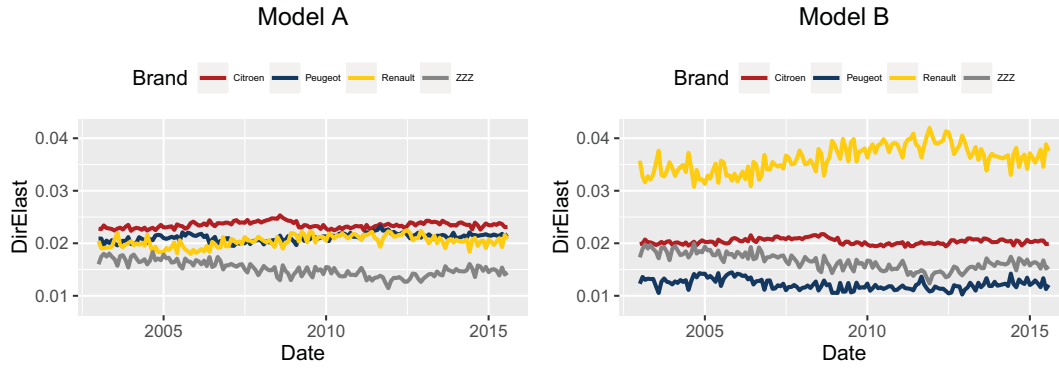 Model A
Brand Citroen Peugeot Renault ZZZ
0.04
0.03
0.02
0.01
DirElast
2005 2010 2015
Date
Model B
Brand Citroen Peugeot Renault ZZZ
0.04
0.03
0.02
0.01
DirElast
2005 2010 2015
Date